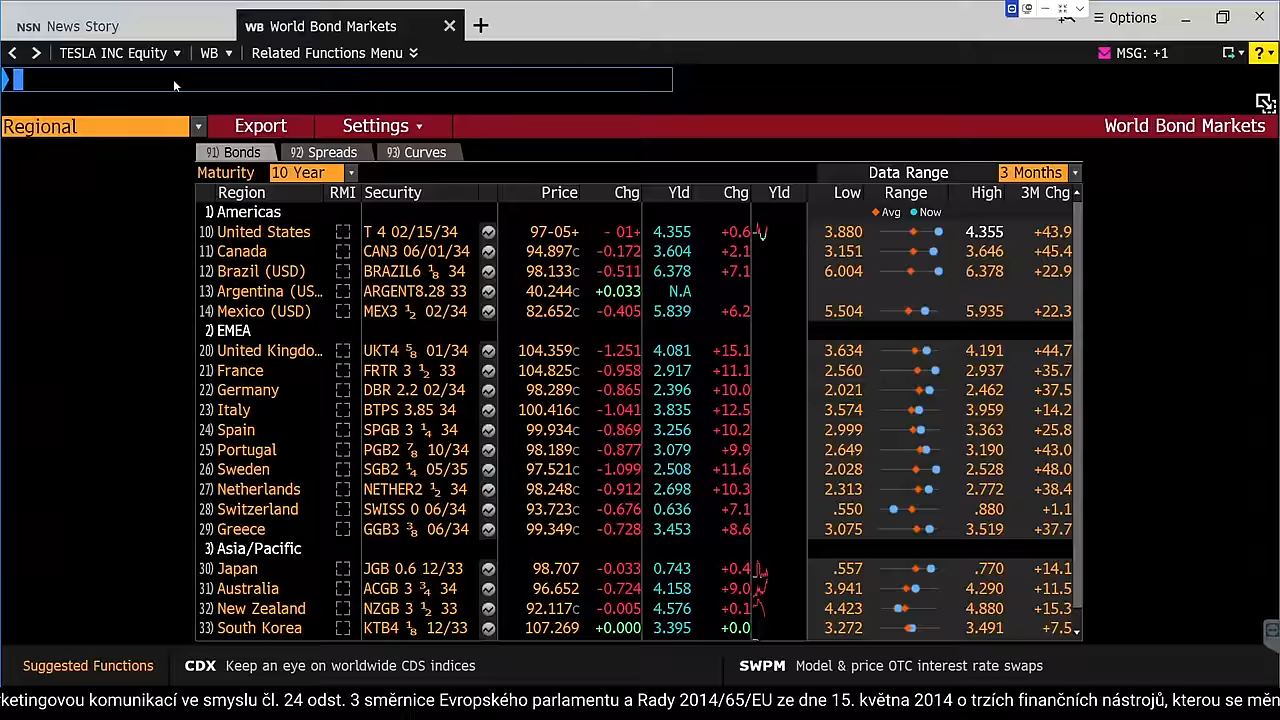 NSN News Story WB World Bond Markets Options
TESLA INC Equity WB Related Functions Menu MSG: +1 ?
Regional Export Settings World Bond Markets
91) Bonds 92) Spreads 93) Curves
Maturity 10 Year Data Range 3 Months
Region RMI Security Price Chg Yld Chg Yld Low Range High 3M Chg
1) Americas Avg Now
10) United States T 4 02/15/34 97-05+ - 01+ 4.355 +0.6 3.880 4.355 +43.9
11) Canada CAN3 06/01/34 94.897c -0.172 3.604 +2.1 3.151 3.646 +45.4
12) Brazil (USD) BRAZIL6 ⅛ 34 98.133c -0.511 6.378 +7.1 6.004 6.378 +22.9
13) Argentina (US... ARGENT8.28 33 40.244c +0.033 N.A
14) Mexico (USD) MEX3 ½ 02/34 82.652c -0.405 5.839 +6.2 5.504 5.935 +22.3
2) EMEA
20) United Kingdo... UKT4 ⅝ 01/34 104.359c -1.251 4.081 +15.1 3.634 4.191 +44.7
21) France FRTR 3 ½ 33 104.825c -0.958 2.917 +11.1 2.560 2.937 +35.7
22) Germany DBR 2.2 02/34 98.289c -0.865 2.396 +10.0 2.021 2.462 +37.5
23) Italy BTPS 3.85 34 100.416c -1.041 3.835 +12.5 3.574 3.959 +14.2
24) Spain SPGB 3 ¼ 34 99.934c -0.869 3.256 +10.2 2.999 3.363 +25.8
25) Portugal PGB2 ⅞ 10/34 98.189c -0.877 3.079 +9.9 2.649 3.190 +43.0
26) Sweden SGB2 ¼ 05/35 97.521c -1.099 2.508 +11.6 2.028 2.528 +48.0
27) Netherlands NETHER2 ½ 34 98.248c -0.912 2.698 +10.3 2.313 2.772 +38.4
28) Switzerland SWISS 0 06/34 93.723c -0.676 0.636 +7.1 .550 .880 +1.1
29) Greece GGB3 ⅜ 06/34 99.349c -0.728 3.453 +8.6 3.075 3.519 +37.7
3) Asia/Pacific
30) Japan JGB 0.6 12/33 98.707 -0.033 0.743 +0.4 .557 .770 +14.1
31) Australia ACGB 3 ¾ 34 96.652 -0.724 4.158 +9.0 3.941 4.290 +11.5
32) New Zealand NZGB 3 ½ 33 92.117c -0.005 4.576 +0.1 4.423 4.880 +15.3
33) South Korea KTB4 ⅛ 12/33 107.269 +0.000 3.395 +0.0 3.272 3.491 +7.5
Suggested Functions CDX Keep an eye on worldwide CDS indices SWPM Model & price OTC interest rate swaps
ketingovou komunikací ve smyslu čl. 24 odst. 3 směrnice Evropského parlamentu a Rady 2014/65/EU ze dne 15. května 2014 o trzích finančních nástrojů, kterou se měn